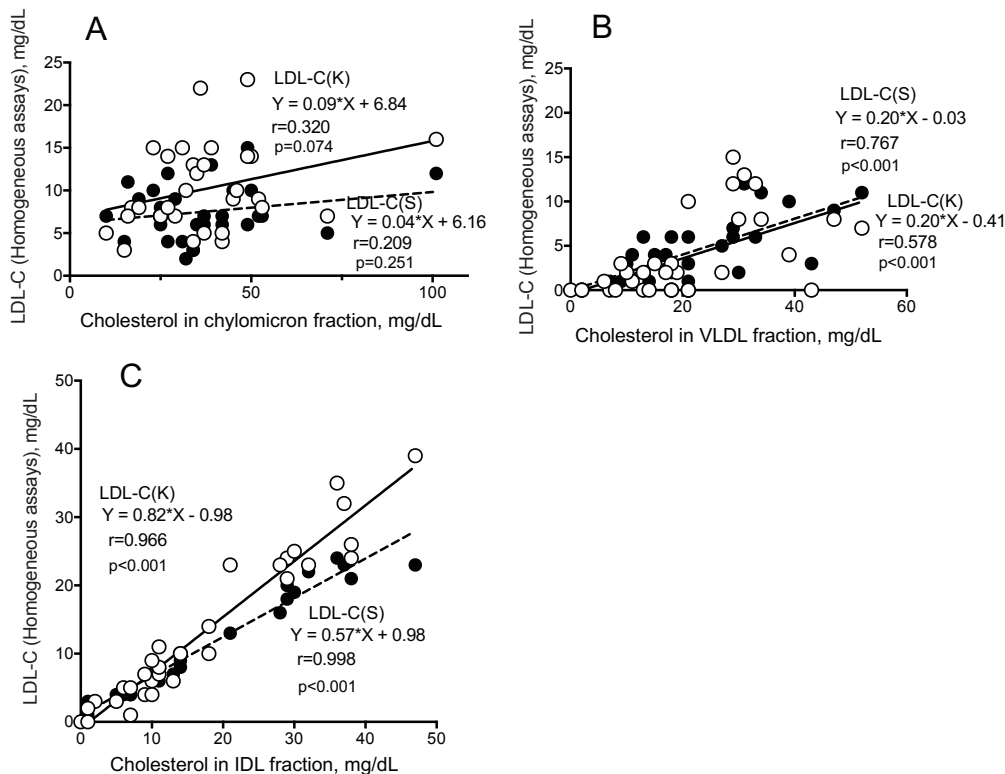 A
LDL-C (Homogeneous assays), mg/dL
25
20
15
10
5
0
LDL-C(K)
Y = 0.09*X + 6.84
r=0.320
p=0.074
LDL-C(S)
Y = 0.04*X + 6.16
r=0.209
p=0.251
0
50
100
Cholesterol in chylomicron fraction, mg/dL
B
LDL-C (Homogeneous assays), mg/dL
25
20
15
10
5
0
LDL-C(S)
Y = 0.20*X - 0.03
r=0.767
p<0.001
LDL-C(K)
Y = 0.20*X - 0.41
r=0.578
p<0.001
0
20
40
60
Cholesterol in VLDL fraction, mg/dL
C
LDL-C (Homogeneous assays), mg/dL
50
40
30
20
10
0
LDL-C(K)
Y = 0.82*X - 0.98
r=0.966
p<0.001
LDL-C(S)
Y = 0.57*X + 0.98
r=0.998
p<0.001
0
10
20
30
40
50
Cholesterol in IDL fraction, mg/dL